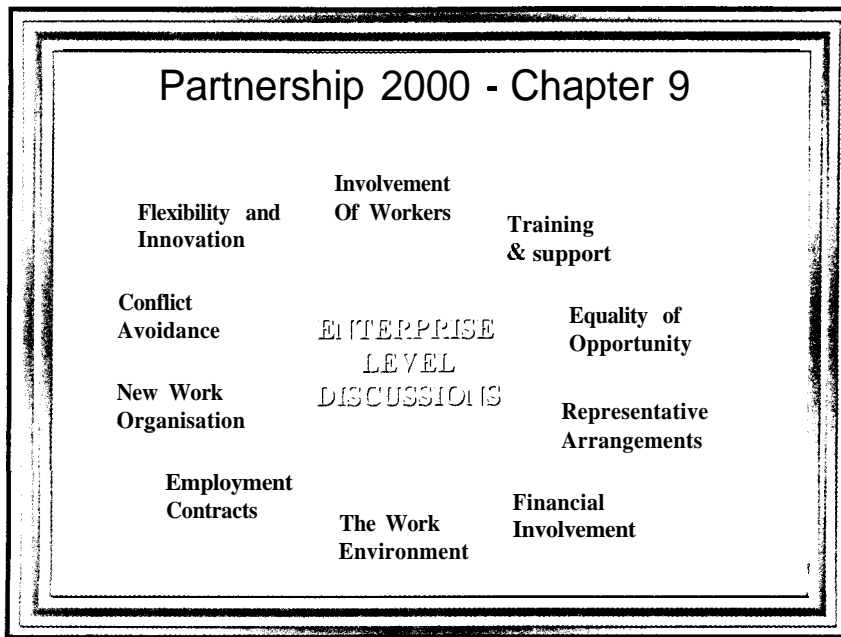 Partnership 2000 - Chapter 9
Involvement
Of Workers
Flexibility and
Innovation
Training
& support
Conflict
Avoidance
ENTERPRISE
LEVEL
DISCUSSIONS
Equality of
Opportunity
New Work
Organisation
Representative
Arrangements
Employment
Contracts
Financial
Involvement
The Work
Environment